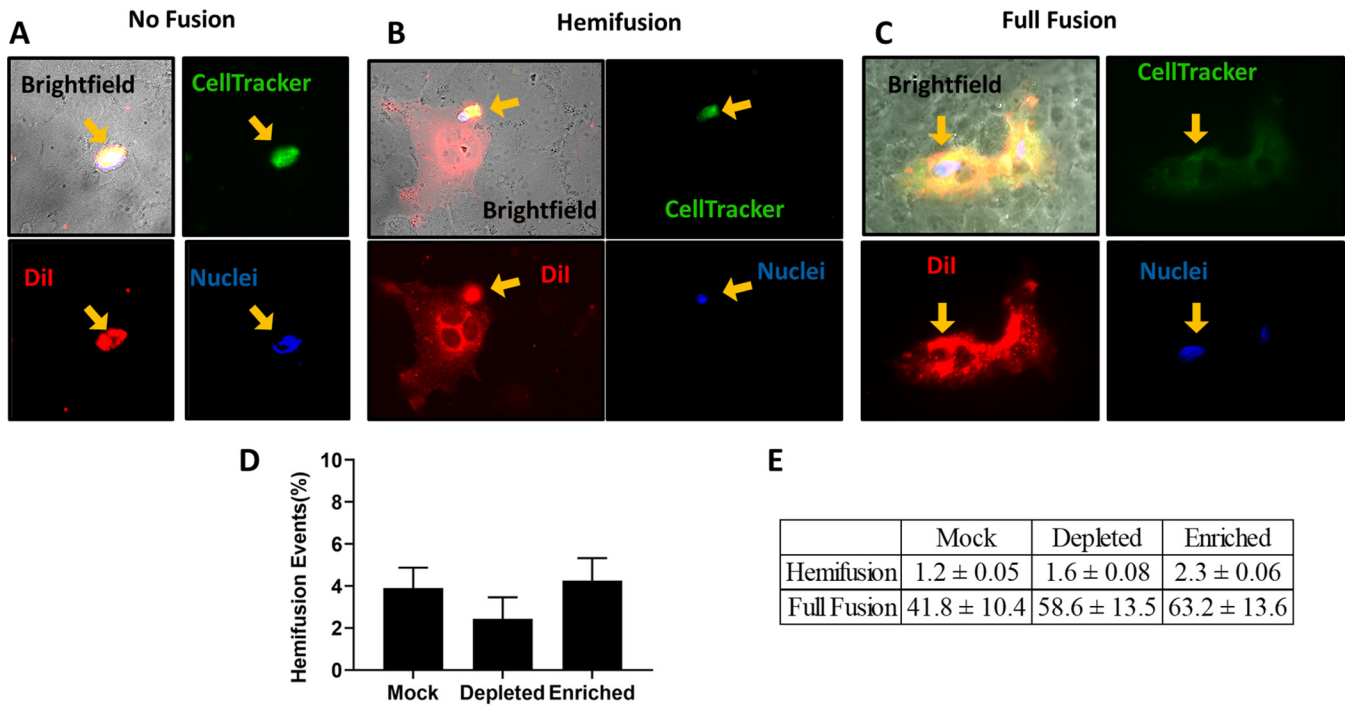 No Fusion
Hemifusion
Full Fusion
A
B
C
Brightfield
CellTracker
DiI
Nuclei
Brightfield
CellTracker
DiI
Nuclei
Brightfield
CellTracker
DiI
Nuclei
D
Hemifusion Events(%)
10
8
6
4
2
0
Mock Depleted Enriched
E
Mock Depleted Enriched
Hemifusion 1.2 ± 0.05 1.6 ± 0.08 2.3 ± 0.06
Full Fusion 41.8 ± 10.4 58.6 ± 13.5 63.2 ± 13.6